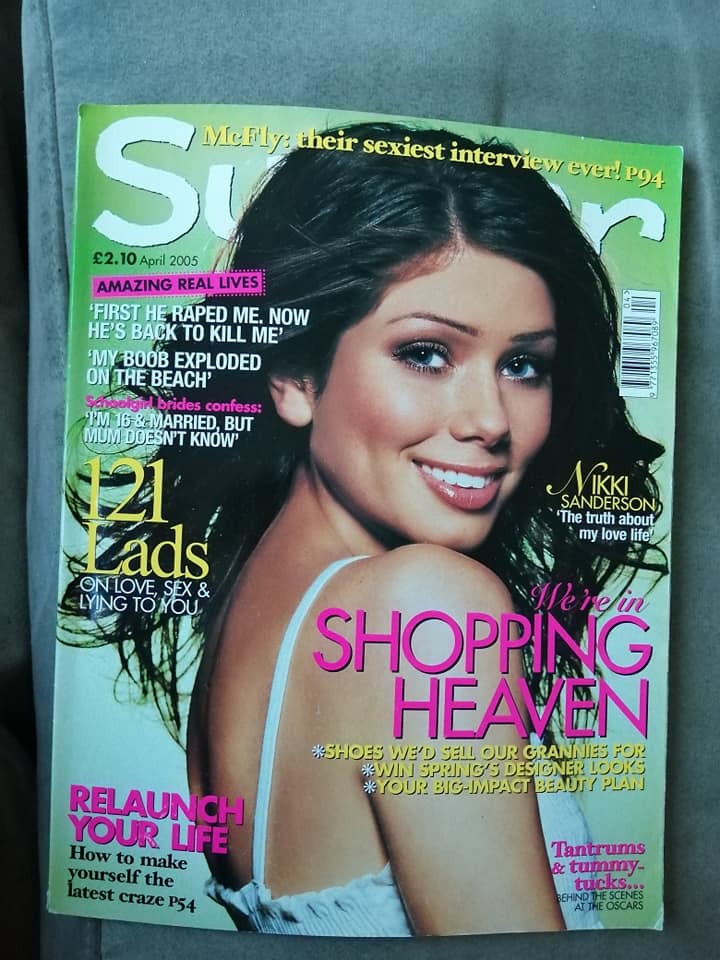 McFly: their sexiest interview ever! P94
£2.10 April 2005
AMAZING REAL LIVES
'FIRST HE RAPED ME. NOW
HE'S BACK TO KILL ME'
'MY BOOB EXPLODED
ON THE BEACH'
Schoolgirl brides confess:
'I'M 16 & MARRIED, BUT
MUM DOESN'T KNOW'
121
Lads
ON LOVE, SEX &
LYING TO YOU
04>
NIKKI
SANDERSON
'The truth about
my love life'
We're in
SHOPPING
HEAVEN
*SHOES WE'D SELL OUR GRANNIES FOR
*WIN SPRING'S DESIGNER LOOKS
*YOUR BIG-IMPACT BEAUTY PLAN
RELAUNCH
YOUR LIFE
How to make
yourself the
latest craze P54
Tantrums
& tummy-
tucks...
BEHIND THE SCENES
AT THE OSCARS